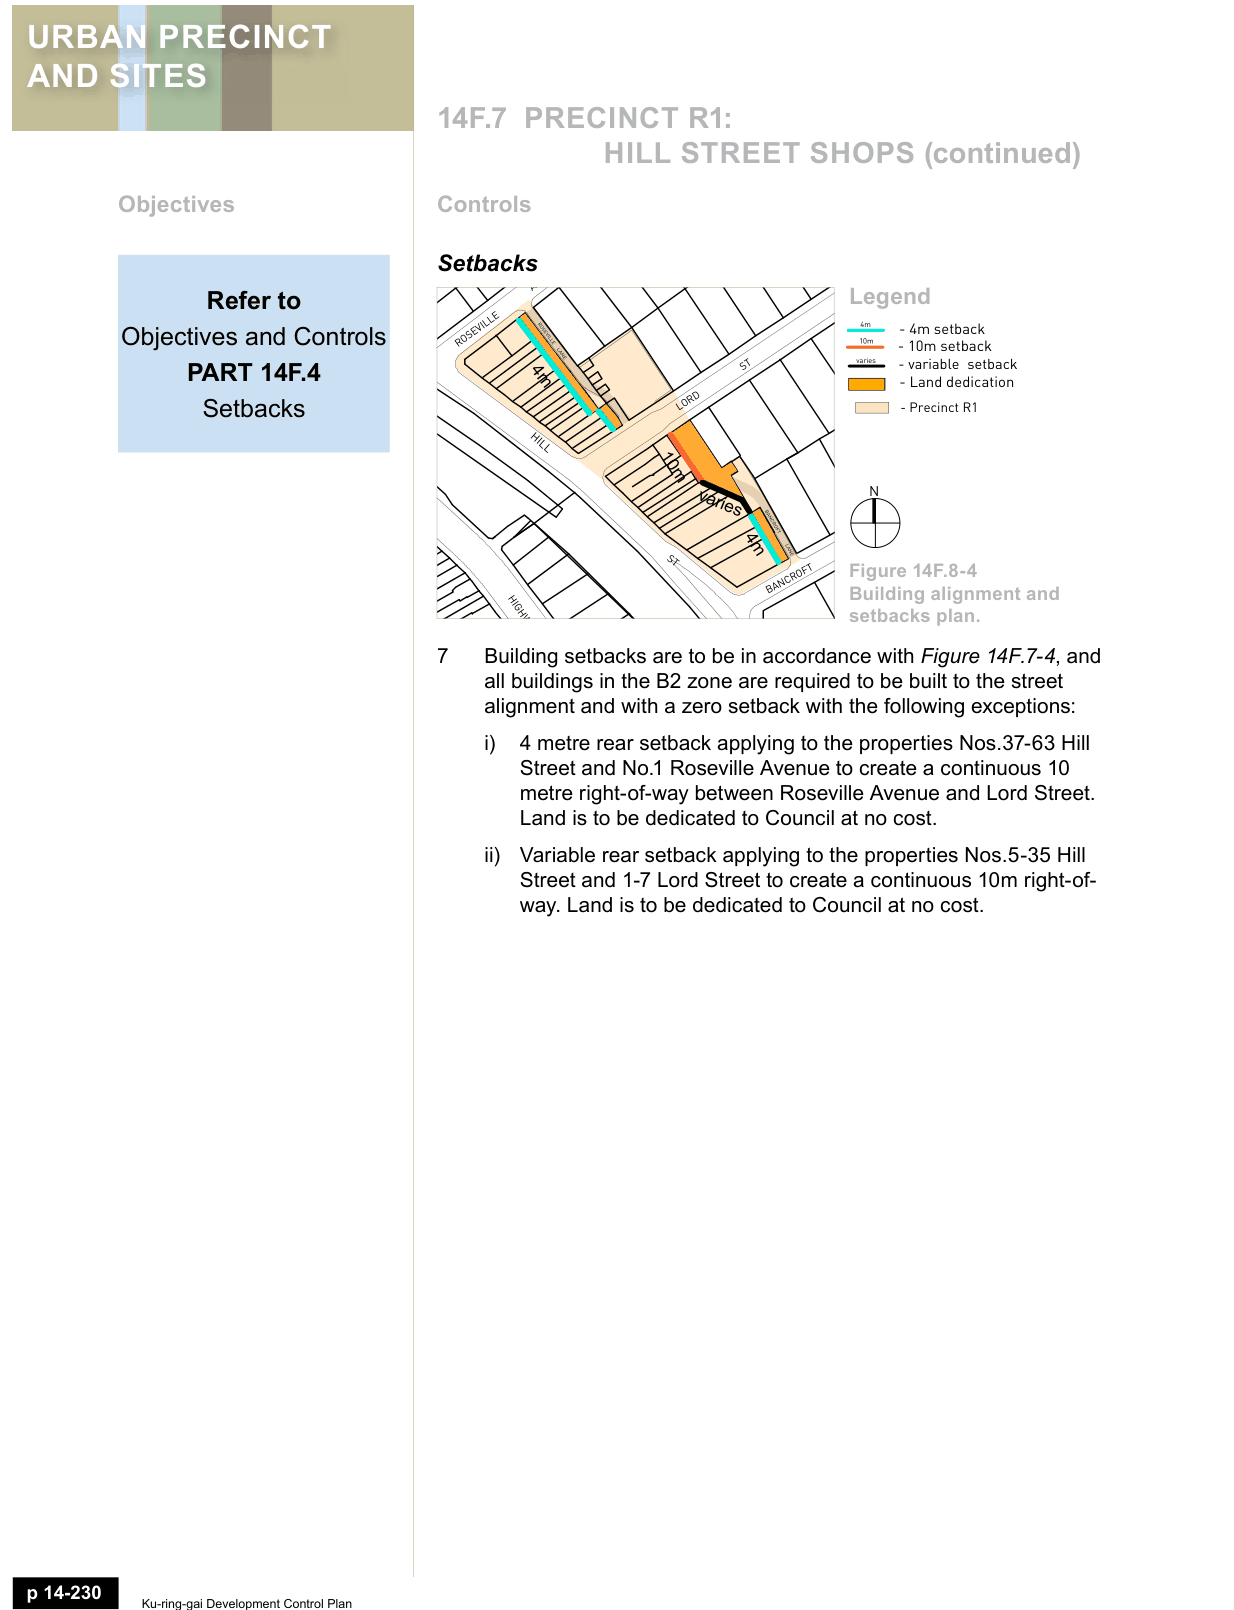 URBAN PRECINCT
AND SITES
14F.7 PRECINCT R1:
HILL STREET SHOPS (continued)
Objectives
Controls
Refer to
Objectives and Controls
PART 14F.4
Setbacks
Setbacks
ROSEVILLE
ROSEVILLE LANE
4m
HILL
LORD
ST
10m
varies
BANCROFT
LANE
4m
ST
BANCROFT
HIGHW
Legend
4m - 4m setback
10m - 10m setback
varies - variable setback
- Land dedication
- Precinct R1
N
Figure 14F.8-4
Building alignment and
setbacks plan.
7 Building setbacks are to be in accordance with Figure 14F.7-4, and
all buildings in the B2 zone are required to be built to the street
alignment and with a zero setback with the following exceptions:
i) 4 metre rear setback applying to the properties Nos.37-63 Hill
Street and No.1 Roseville Avenue to create a continuous 10
metre right-of-way between Roseville Avenue and Lord Street.
Land is to be dedicated to Council at no cost.
ii) Variable rear setback applying to the properties Nos.5-35 Hill
Street and 1-7 Lord Street to create a continuous 10m right-of-
way. Land is to be dedicated to Council at no cost.
p 14-230
Ku-ring-gai Development Control Plan